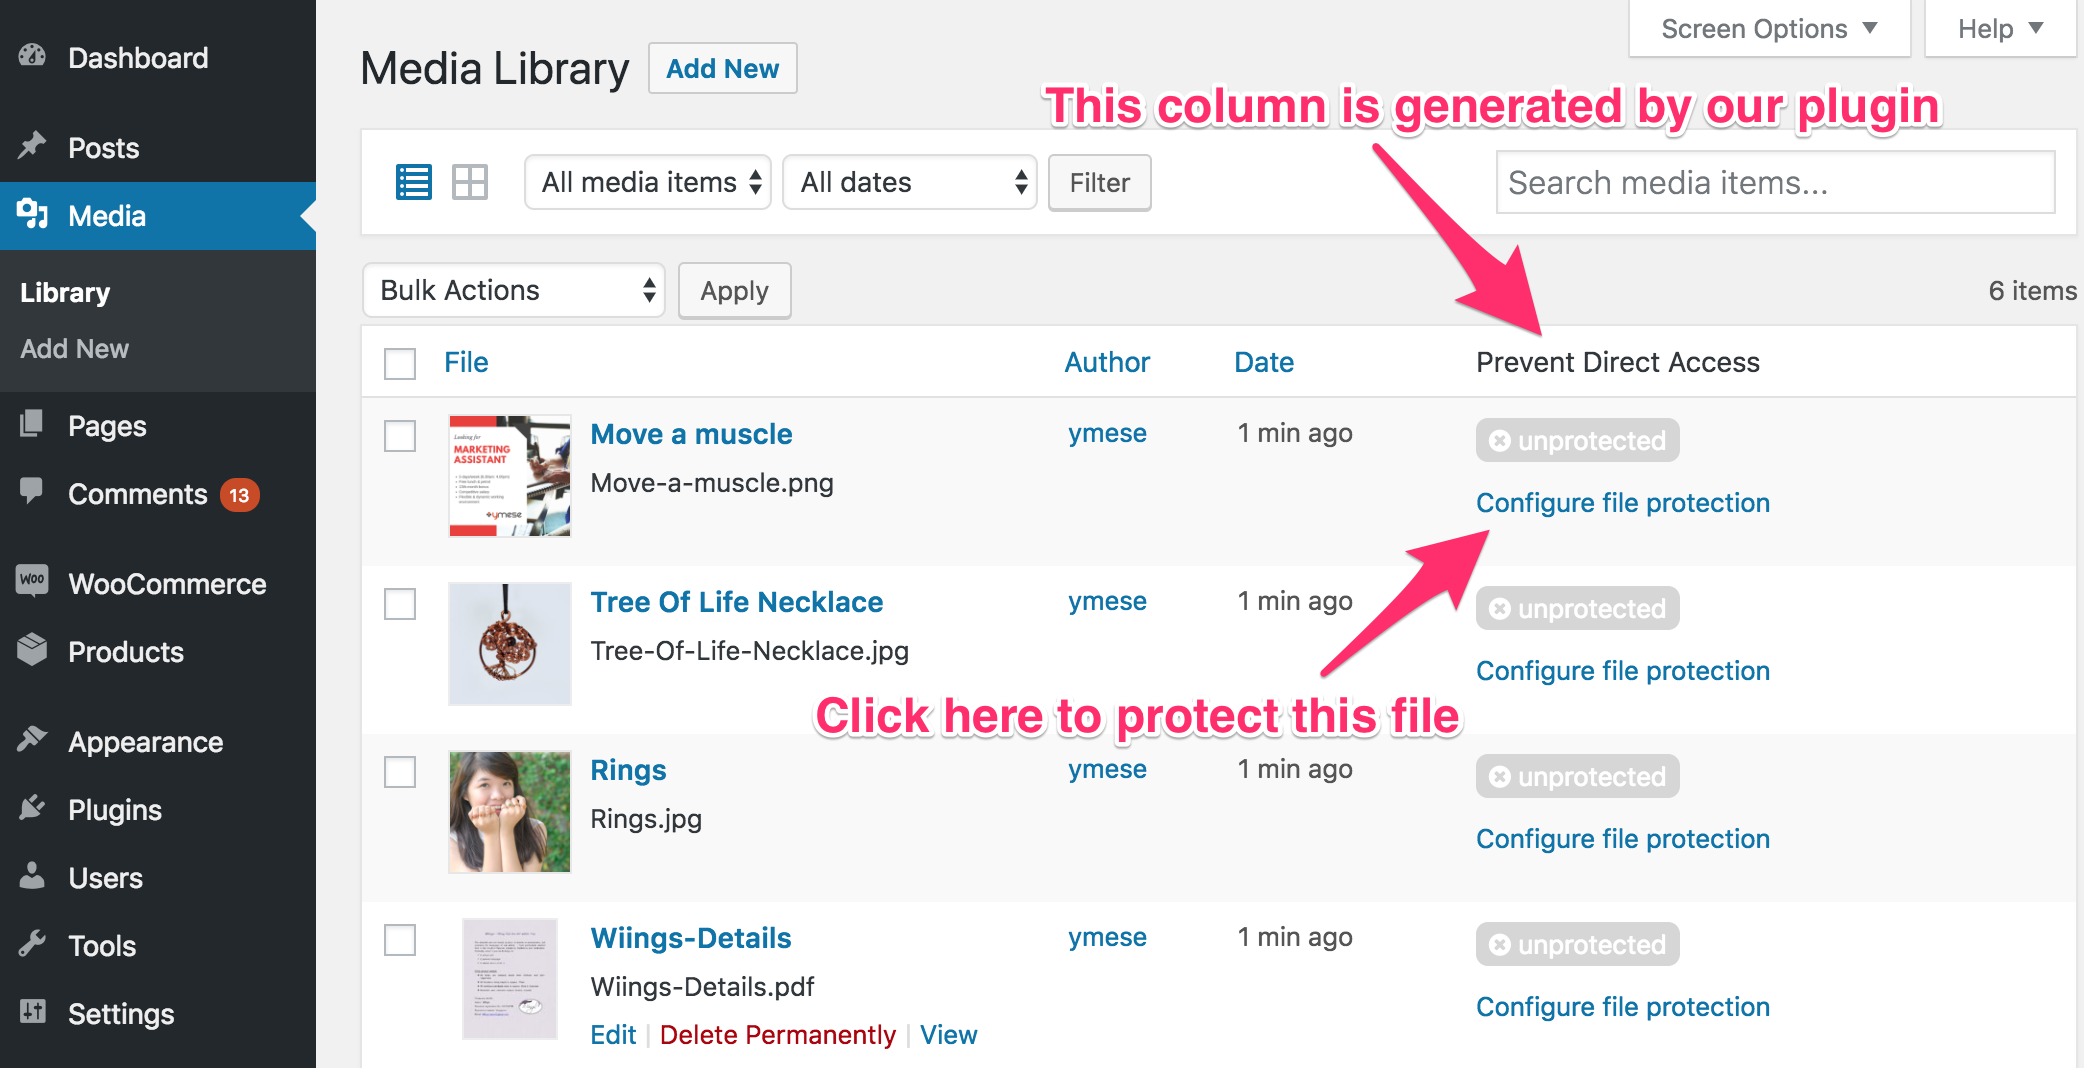 Dashboard
Posts
Media
Library
Add New
Pages
Comments 13
WooCommerce
Products
Appearance
Plugins
Users
Tools
Settings
Screen Options
Help
Media Library
Add New
This column is generated by our plugin
All media items
All dates
Filter
Search media items...
Bulk Actions
Apply
6 items
File
Author
Date
Prevent Direct Access
Looking for
MARKETING
ASSISTANT
ymese
Move a muscle
Move-a-muscle.png
ymese
1 min ago
unprotected
Configure file protection
Tree Of Life Necklace
Tree-Of-Life-Necklace.jpg
ymese
1 min ago
unprotected
Configure file protection
Click here to protect this file
Rings
Rings.jpg
ymese
1 min ago
unprotected
Configure file protection
Wiings-Details
Wiings-Details.pdf
Edit | Delete Permanently | View
ymese
1 min ago
unprotected
Configure file protection